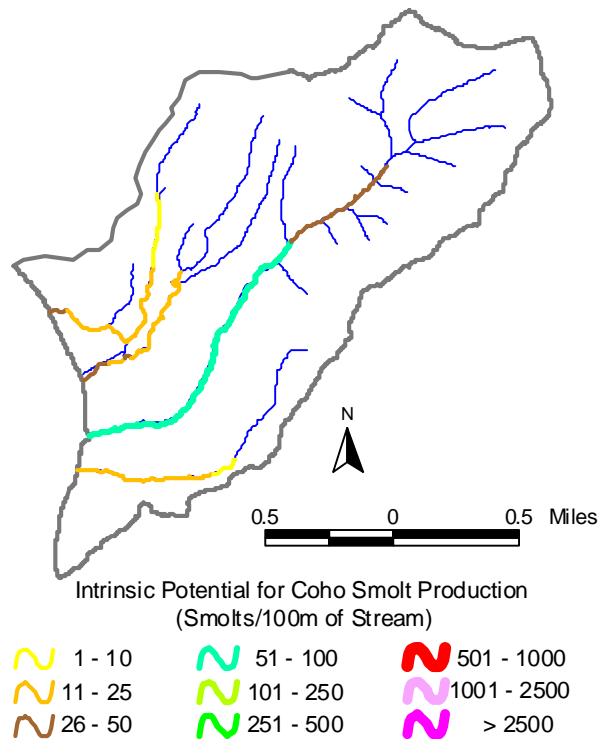 N
0.5 0 0.5 Miles
Intrinsic Potential for Coho Smolt Production
(Smolts/100m of Stream)
1 - 10 51 - 100 501 - 1000
11 - 25 101 - 250 1001 - 2500
26 - 50 251 - 500 > 2500